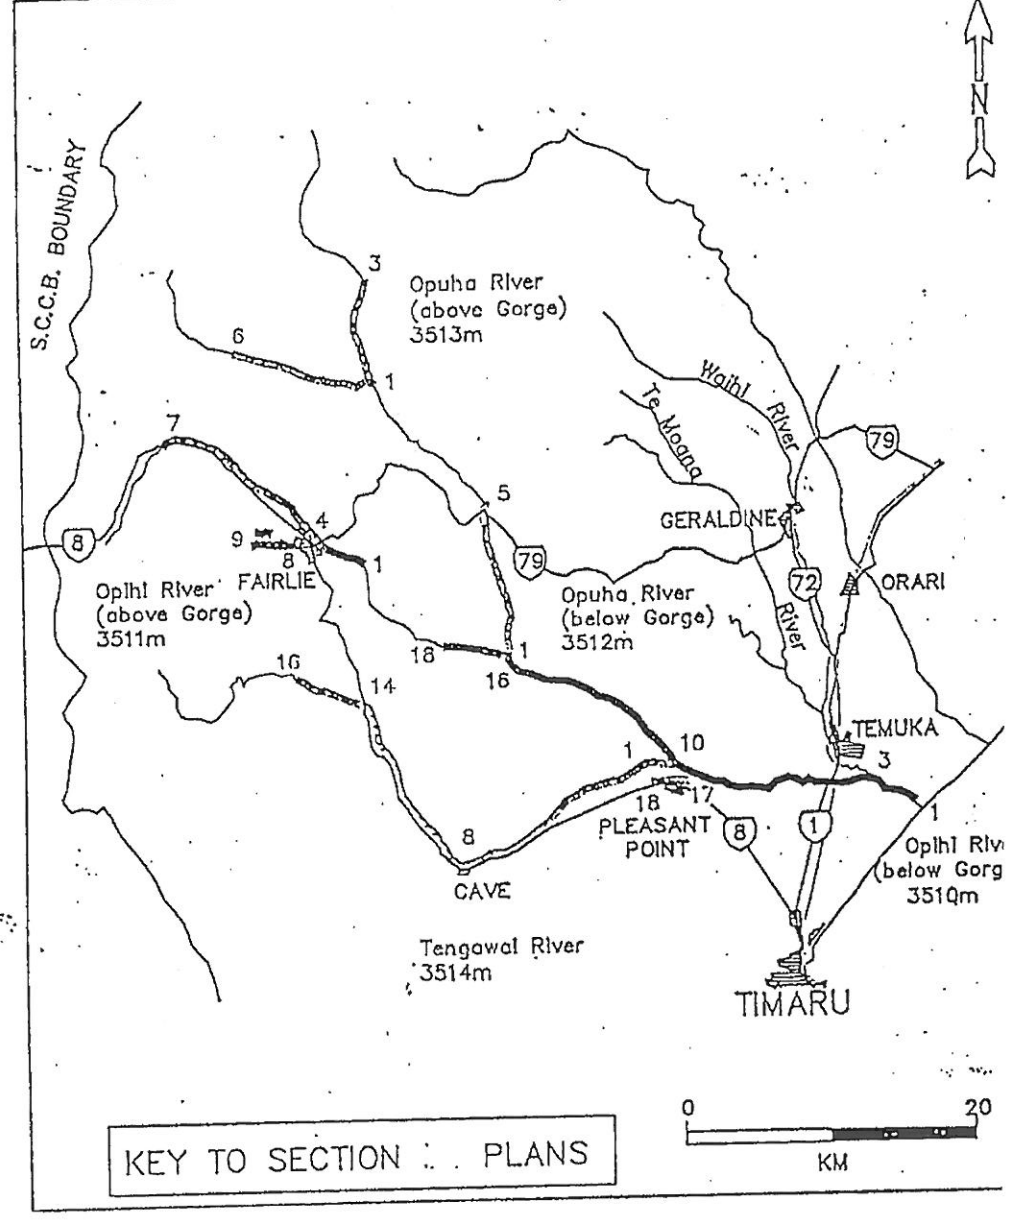 N
S.C.C.B. BOUNDARY
3
Opuha River
(above Gorge)
3513m
6
1
Waihi River
Te Moana
River
79
7
5
GERALDINE
4
9
8
FAIRLIE
1
8
79
72
ORARI
Opihi River
(above Gorge)
3511m
Opuha River
(below Gorge)
3512m
18
1
16
16
14
TEMUKA
3
1
10
18
17
PLEASANT
POINT
8
1
1
8
CAVE
Opihi Riv
(below Gorg
3510m
Tengawai River
3514m
TIMARU
0
20
KM
KEY TO SECTION PLANS